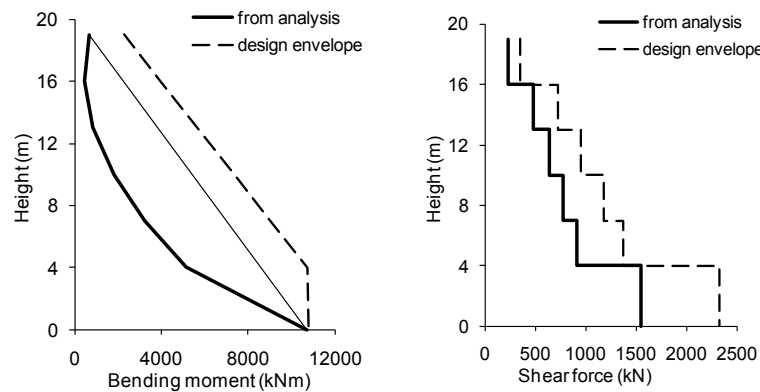 from analysis
design envelope
20
16
12
8
4
0
Height (m)
0
4000
8000
12000
Bending moment (kNm)
from analysis
design envelope
20
16
12
8
4
0
Height (m)
0
500
1000
1500
2000
2500
Shear force (kN)